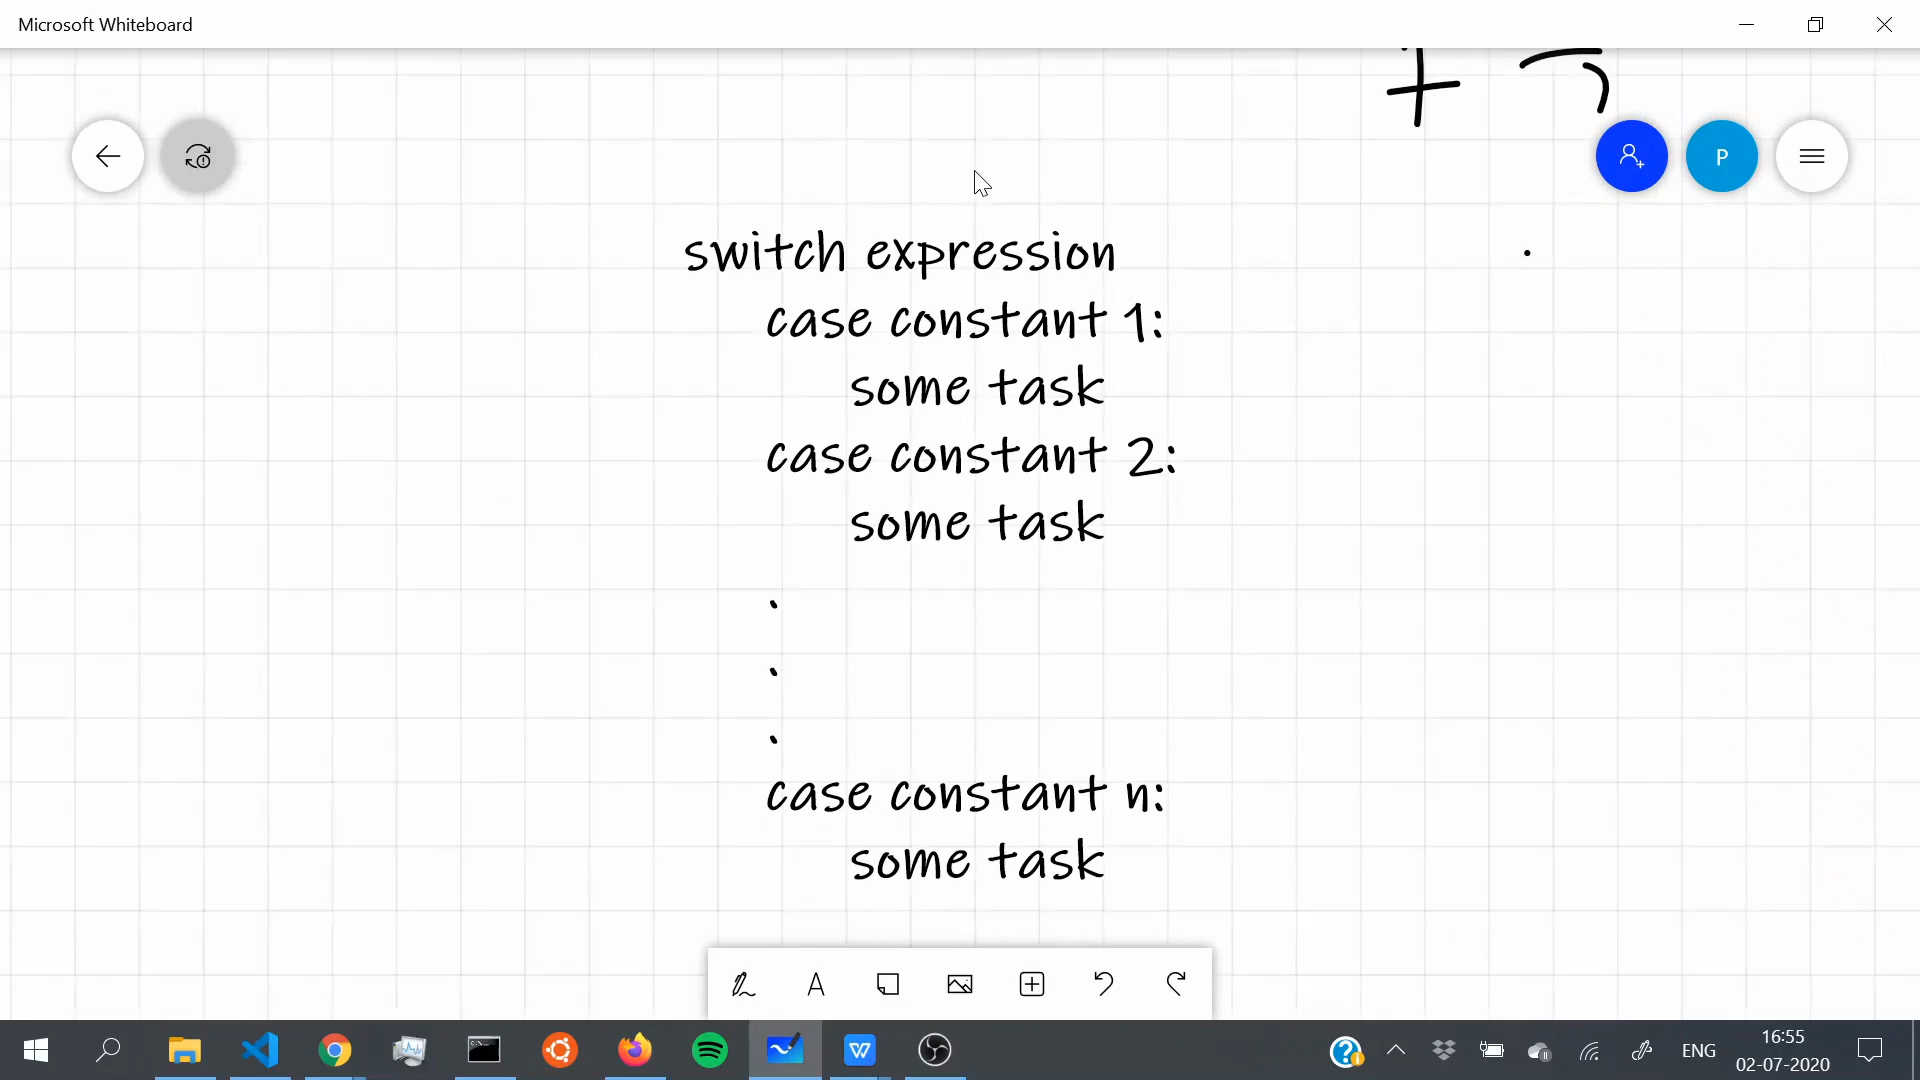 Microsoft Whiteboard
P
switch expression
case constant 1:
some task
case constant 2:
some task
.
.
.
case constant n:
some task
ENG
16:55
02-07-2020